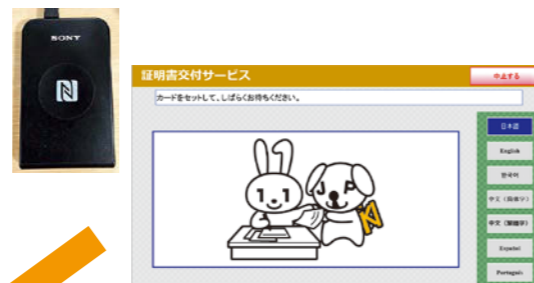 SONY
N
証明書交付サービス
中止する
カードをセットして、しばらくお待ちください。
日本語
English
한국어
中文（简体字）
中文（繁體字）
Español
Português
1.1
J P